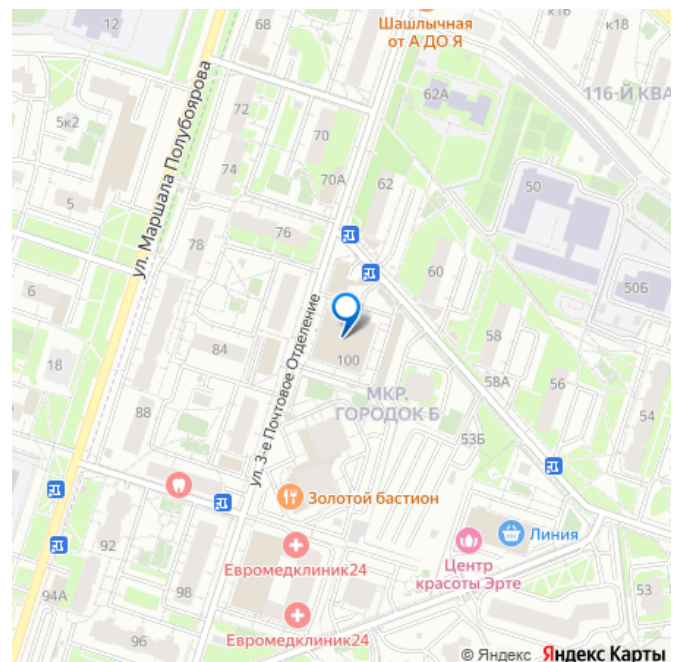 12
68
Шашлычная
от А ДО Я
к16
к18
116-Й КВА
5к2
72
70
62А
ул. Маршала Полубоярова
74
70А
62
50
5
78
76
60
50Б
6
ул. 3-е Почтовое Отделение
18
84
100
58
58А
56
54
МКР.
ГОРОДОК Б
88
53Б
Золотой бастион
Линия
92
Евромедклиник24
Центр
красоты Эрте
94А
98
53
96
Евромедклиник24
© Яндекс Яндекс Карты